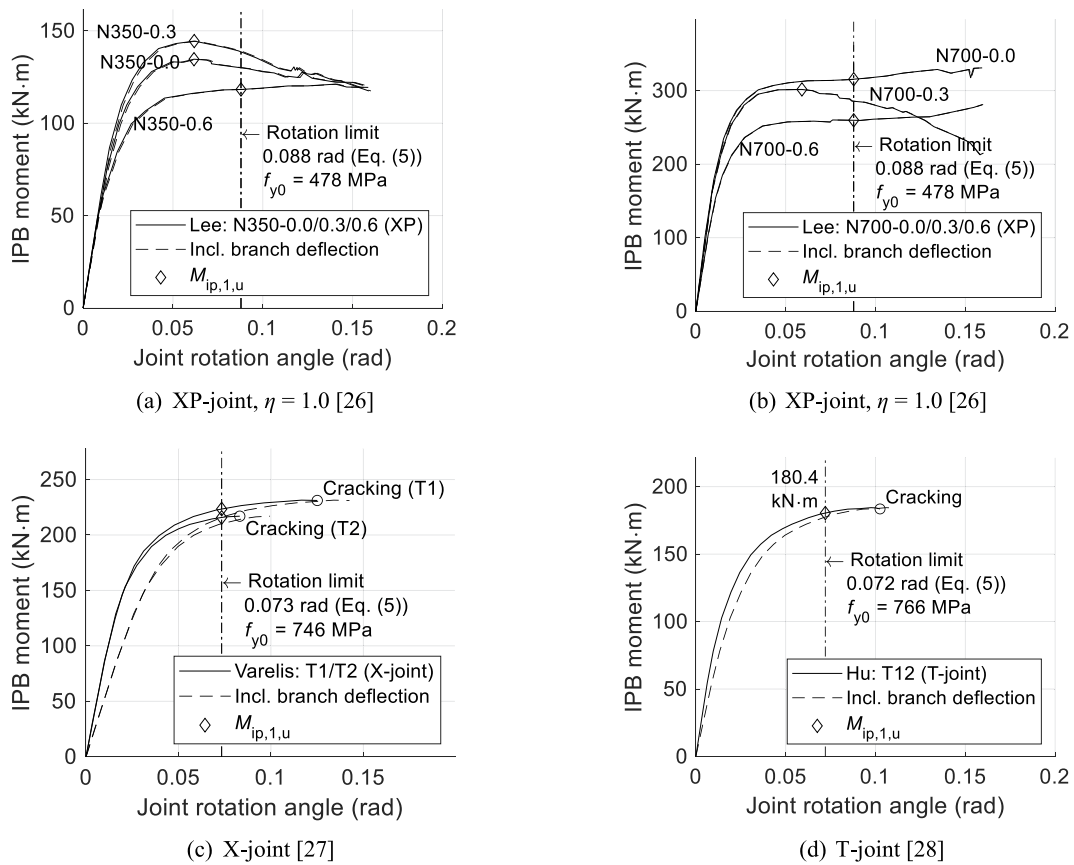 150
100
50
0
IPB moment (kN·m)
N350-0.3
N350-0.0
N350-0.6
Rotation limit
0.088 rad (Eq. (5))
fy0 = 478 MPa
Lee: N350-0.0/0.3/0.6 (XP)
Incl. branch deflection
Mip,1,u
0 0.05 0.1 0.15 0.2
Joint rotation angle (rad)
(a) XP-joint, η = 1.0 [26]
400
300
200
100
0
IPB moment (kN·m)
N700-0.0
N700-0.3
N700-0.6
Rotation limit
0.088 rad (Eq. (5))
fy0 = 478 MPa
Lee: N700-0.0/0.3/0.6 (XP)
Incl. branch deflection
Mip,1,u
0 0.05 0.1 0.15 0.2
Joint rotation angle (rad)
(b) XP-joint, η = 1.0 [26]
250
200
150
100
50
0
IPB moment (kN·m)
Cracking (T1)
Cracking (T2)
Rotation limit
0.073 rad (Eq. (5))
fy0 = 746 MPa
Varelis: T1/T2 (X-joint)
Incl. branch deflection
Mip,1,u
0 0.05 0.1 0.15
Joint rotation angle (rad)
(c) X-joint [27]
200
150
100
50
0
IPB moment (kN·m)
180.4
kN·m
Cracking
Rotation limit
0.072 rad (Eq. (5))
fy0 = 766 MPa
Hu: T12 (T-joint)
Incl. branch deflection
Mip,1,u
0 0.05 0.1 0.15 0.2
Joint rotation angle (rad)
(d) T-joint [28]